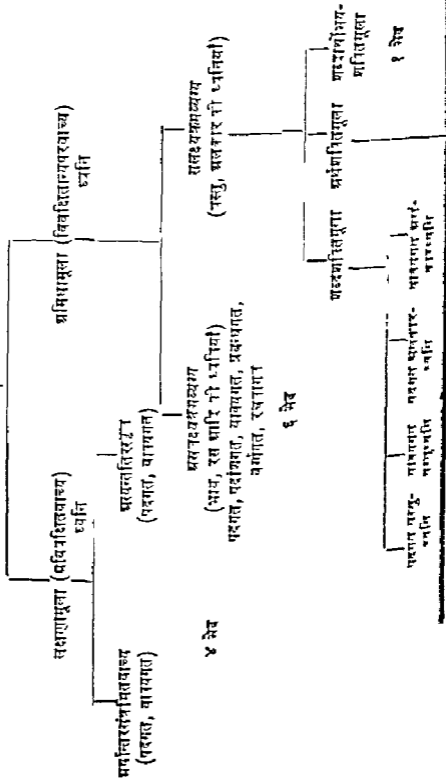 लक्षणामूला (अविवक्षितवाच्य)
ध्वनि
अभिधामूला (विवक्षितान्यपरवाच्य)
ध्वनि
अर्थान्तरसंक्रमितवाच्य
(पदगत, वाक्यगत)
अत्यन्ततिरस्कृत
(पदगत, वाक्यगत)
४ भेद
असंलक्ष्यक्रमव्यंग्य
(भाव, रस आदि की ध्वनियाँ)
पदगत, पदांशगत, वाक्यगत, प्रबन्धगत,
वर्णगत, रचनागत
६ भेद
संलक्ष्यक्रमव्यंग्य
(वस्तु, अलंकार की ध्वनियाँ)
शब्दशक्तिमूला
अर्थशक्तिमूला
शब्दार्थोभय-
शक्तिमूला
१ भेद
पदगत वस्तु-
ध्वनि
वाक्यगत
वस्तुध्वनि
पदगत अलंकार-
ध्वनि
वाक्यगत अलं-
कारध्वनि